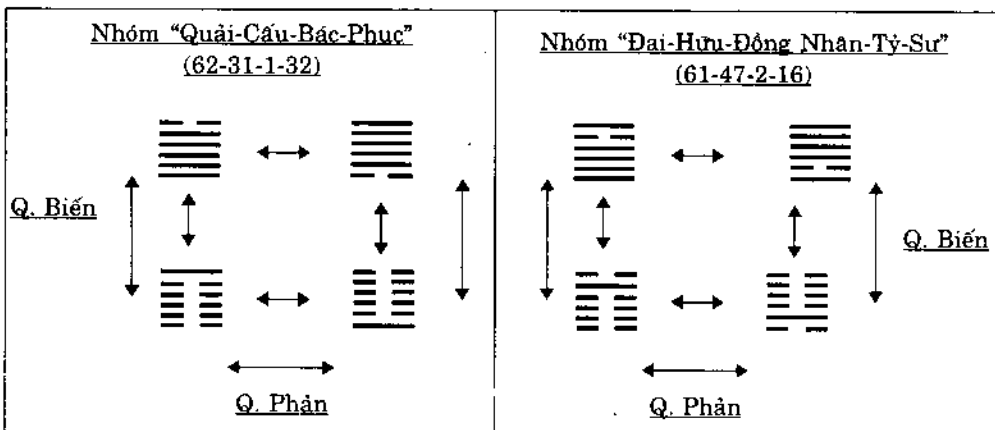 Nhóm “Quải-Cấu-Bác-Phục”
(62-31-1-32)
Q. Biến
Q. Phản
Nhóm “Đại-Hữu-Đồng Nhân-Tỷ-Sư”
(61-47-2-16)
Q. Biến
Q. Phản